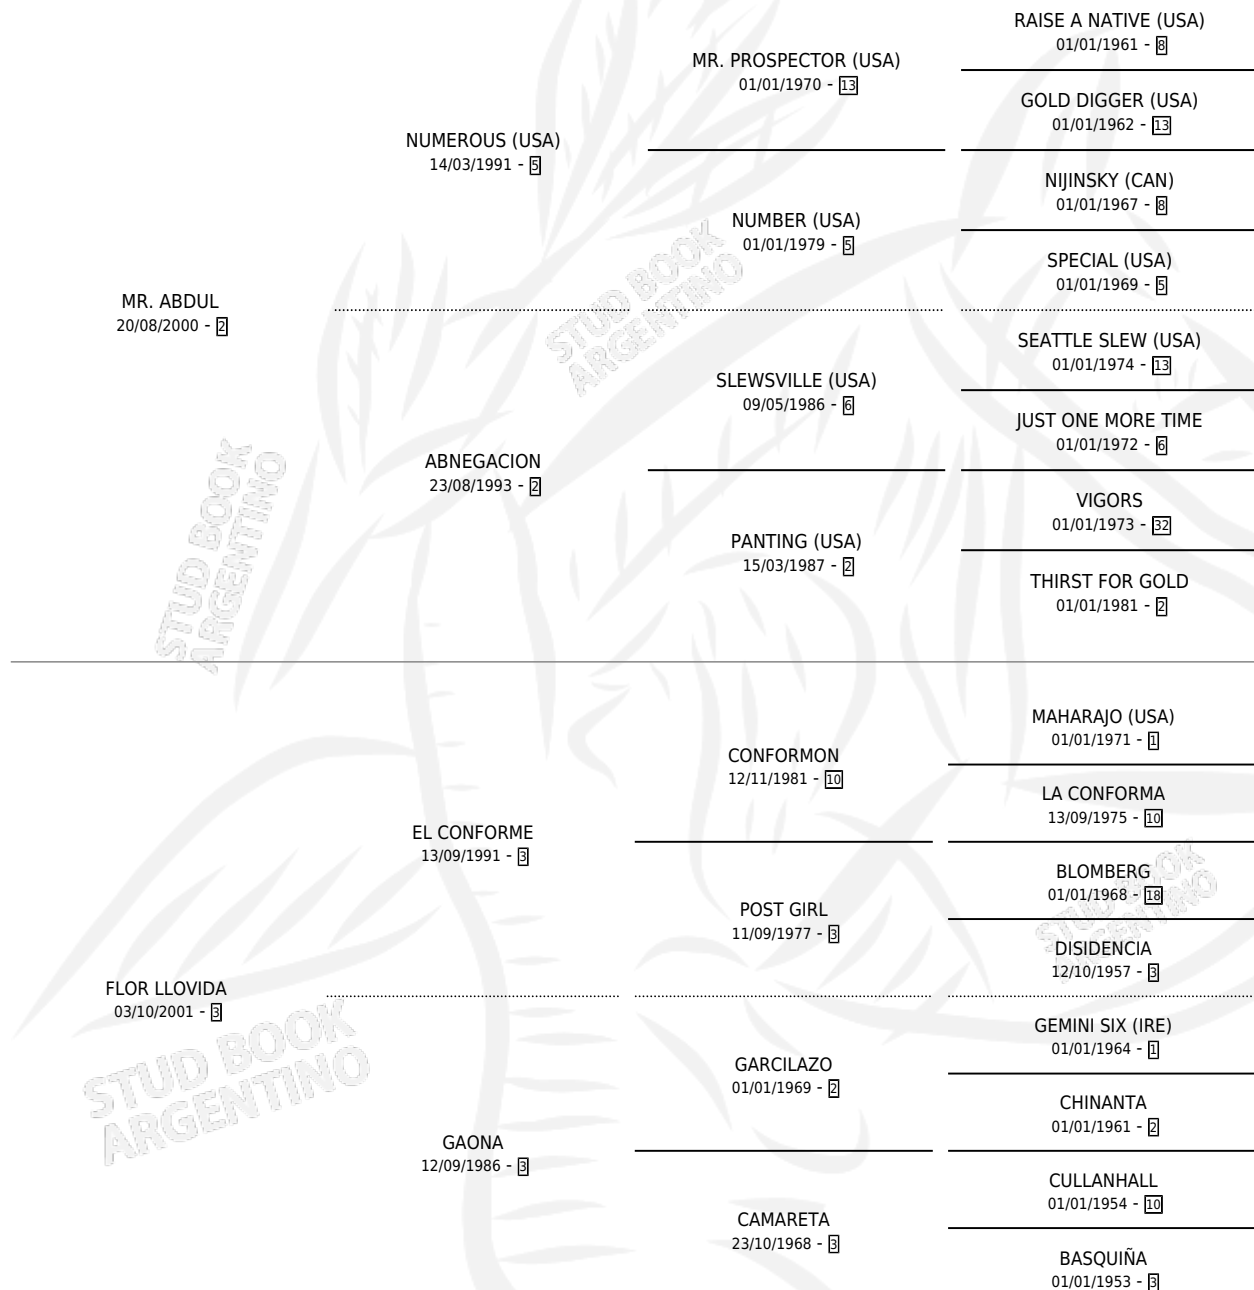 RAISE A NATIVE (USA)
01/01/1961 - 8
MR. PROSPECTOR (USA)
01/01/1970 - 13
GOLD DIGGER (USA)
01/01/1962 - 13
NUMEROUS (USA)
14/03/1991 - 5
NIJINSKY (CAN)
01/01/1967 - 8
NUMBER (USA)
01/01/1979 - 5
SPECIAL (USA)
01/01/1969 - 5
MR. ABDUL
20/08/2000 - 2
SEATTLE SLEW (USA)
01/01/1974 - 13
SLEWSVILLE (USA)
09/05/1986 - 6
JUST ONE MORE TIME
01/01/1972 - 6
ABNEGACION
23/08/1993 - 2
VIGORS
01/01/1973 - 32
PANTING (USA)
15/03/1987 - 2
THIRST FOR GOLD
01/01/1981 - 2
MAHARAJO (USA)
01/01/1971 - 1
CONFORMON
12/11/1981 - 10
LA CONFORMA
13/09/1975 - 10
EL CONFORME
13/09/1991 - 3
BLOMBERG
01/01/1968 - 18
POST GIRL
11/09/1977 - 3
DISIDENCIA
12/10/1957 - 3
FLOR LLOVIDA
03/10/2001 - 3
GEMINI SIX (IRE)
01/01/1964 - 1
GARCILAZO
01/01/1969 - 2
CHINANTA
01/01/1961 - 2
GAONA
12/09/1986 - 3
CULLANHALL
01/01/1954 - 10
CAMARETA
23/10/1968 - 3
BASQUIÑA
01/01/1953 - 3
STUD BOOK
ARGENTINO
STUD BOOK
ARGENTINO
STUD BOOK
ARGENTINO
STUD BOOK
ARGENTINO